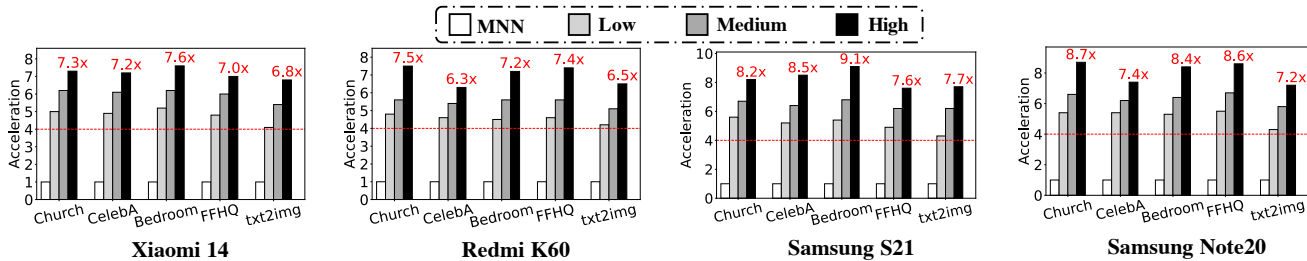 MNN Low Medium High
Acceleration
8
7
6
5
4
3
2
1
0
7.3x 7.2x 7.6x 7.0x 6.8x
Church CelebA Bedroom FFHQ txt2img
Xiaomi 14
Acceleration
8
7
6
5
4
3
2
1
0
7.5x 6.3x 7.2x 7.4x 6.5x
Church CelebA Bedroom FFHQ txt2img
Redmi K60
Acceleration
10
8
6
4
2
0
8.2x 8.5x 9.1x 7.6x 7.7x
Church CelebA Bedroom FFHQ txt2img
Samsung S21
Acceleration
8
6
4
2
0
8.7x 7.4x 8.4x 8.6x 7.2x
Church CelebA Bedroom FFHQ txt2img
Samsung Note20